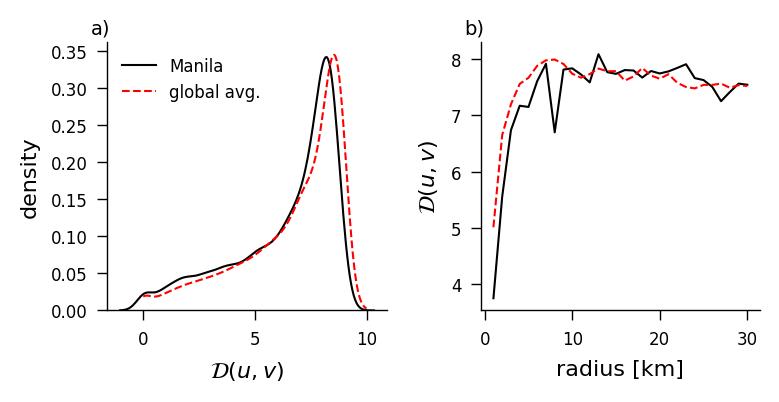 a)
0.35
0.30
0.25
0.20
0.15
0.10
0.05
0.00
density
Manila
global avg.
0 5 10
𝒟(u, v)
b)
8
7
6
5
4
𝒟(u, v)
0 10 20 30
radius [km]